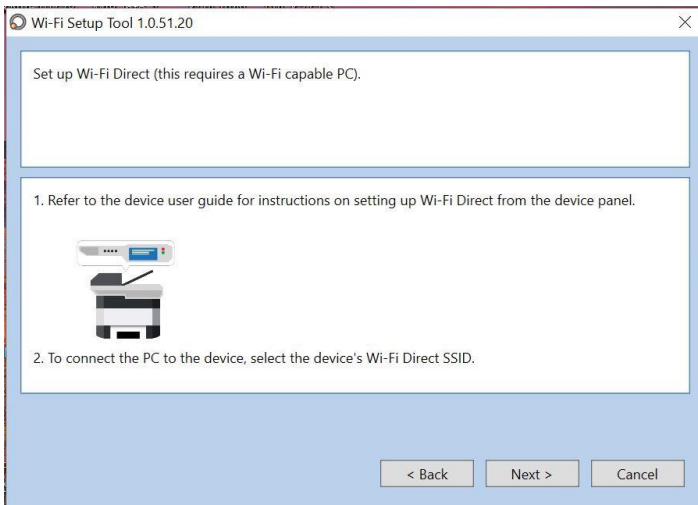 Wi-Fi Setup Tool 1.0.51.20
Set up Wi-Fi Direct (this requires a Wi-Fi capable PC).
1. Refer to the device user guide for instructions on setting up Wi-Fi Direct from the device panel.
2. To connect the PC to the device, select the device's Wi-Fi Direct SSID.
< Back
Next >
Cancel